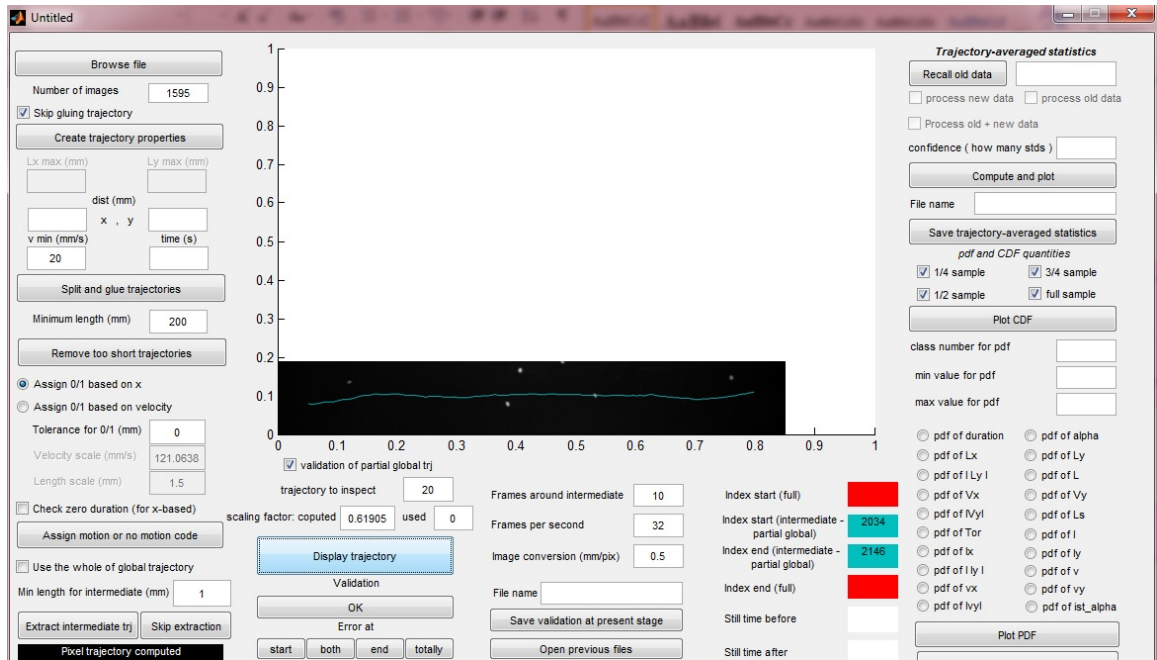 Untitled
Browse file
Number of images 1595
Skip gluing trajectory
Create trajectory properties
Lx max (mm) Ly max (mm)
dist (mm)
x , y
v min (mm/s) time (s)
20
Split and glue trajectories
Minimum length (mm) 200
Remove too short trajectories
Assign 0/1 based on x
Assign 0/1 based on velocity
Tolerance for 0/1 (mm) 0
Velocity scale (mm/s) 121.0638
Length scale (mm) 1.5
Check zero duration (for x-based)
Assign motion or no motion code
Use the whole of global trajectory
Min length for intermediate (mm) 1
Extract intermediate trj Skip extraction
Pixel trajectory computed
1
0.9
0.8
0.7
0.6
0.5
0.4
0.3
0.2
0.1
0
0 0.1 0.2 0.3 0.4 0.5 0.6 0.7 0.8 0.9 1
validation of partial global trj
trajectory to inspect 20
scaling factor: coputed 0.61905 used 0
Display trajectory
Validation
OK
Error at
start both end totally
Frames around intermediate 10
Frames per second 32
Image conversion (mm/pix) 0.5
File name
Save validation at present stage
Open previous files
Index start (full)
Index start (intermediate -
partial global) 2034
Index end (intermediate -
partial global) 2146
Index end (full)
Still time before
Still time after
Trajectory-averaged statistics
Recall old data
process new data process old data
Process old + new data
confidence ( how many stds )
Compute and plot
File name
Save trajectory-averaged statistics
pdf and CDF quantities
1/4 sample 3/4 sample
1/2 sample full sample
Plot CDF
class number for pdf
min value for pdf
max value for pdf
pdf of duration pdf of alpha
pdf of Lx pdf of Ly
pdf of l Ly l pdf of L
pdf of Vx pdf of Vy
pdf of lVyl pdf of Ls
pdf of Tor pdf of l
pdf of lx pdf of ly
pdf of l ly l pdf of v
pdf of vx pdf of vy
pdf of lvyl pdf of ist_alpha
Plot PDF